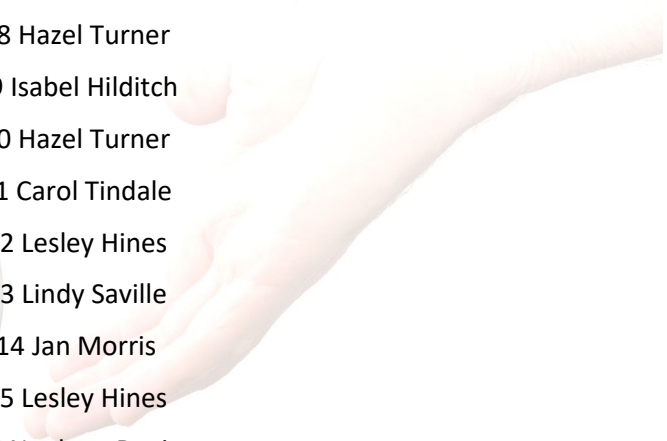 8 Hazel Turner
9 Isabel Hilditch
0 Hazel Turner
1 Carol Tindale
2 Lesley Hines
3 Lindy Saville
14 Jan Morris
5 Lesley Hines